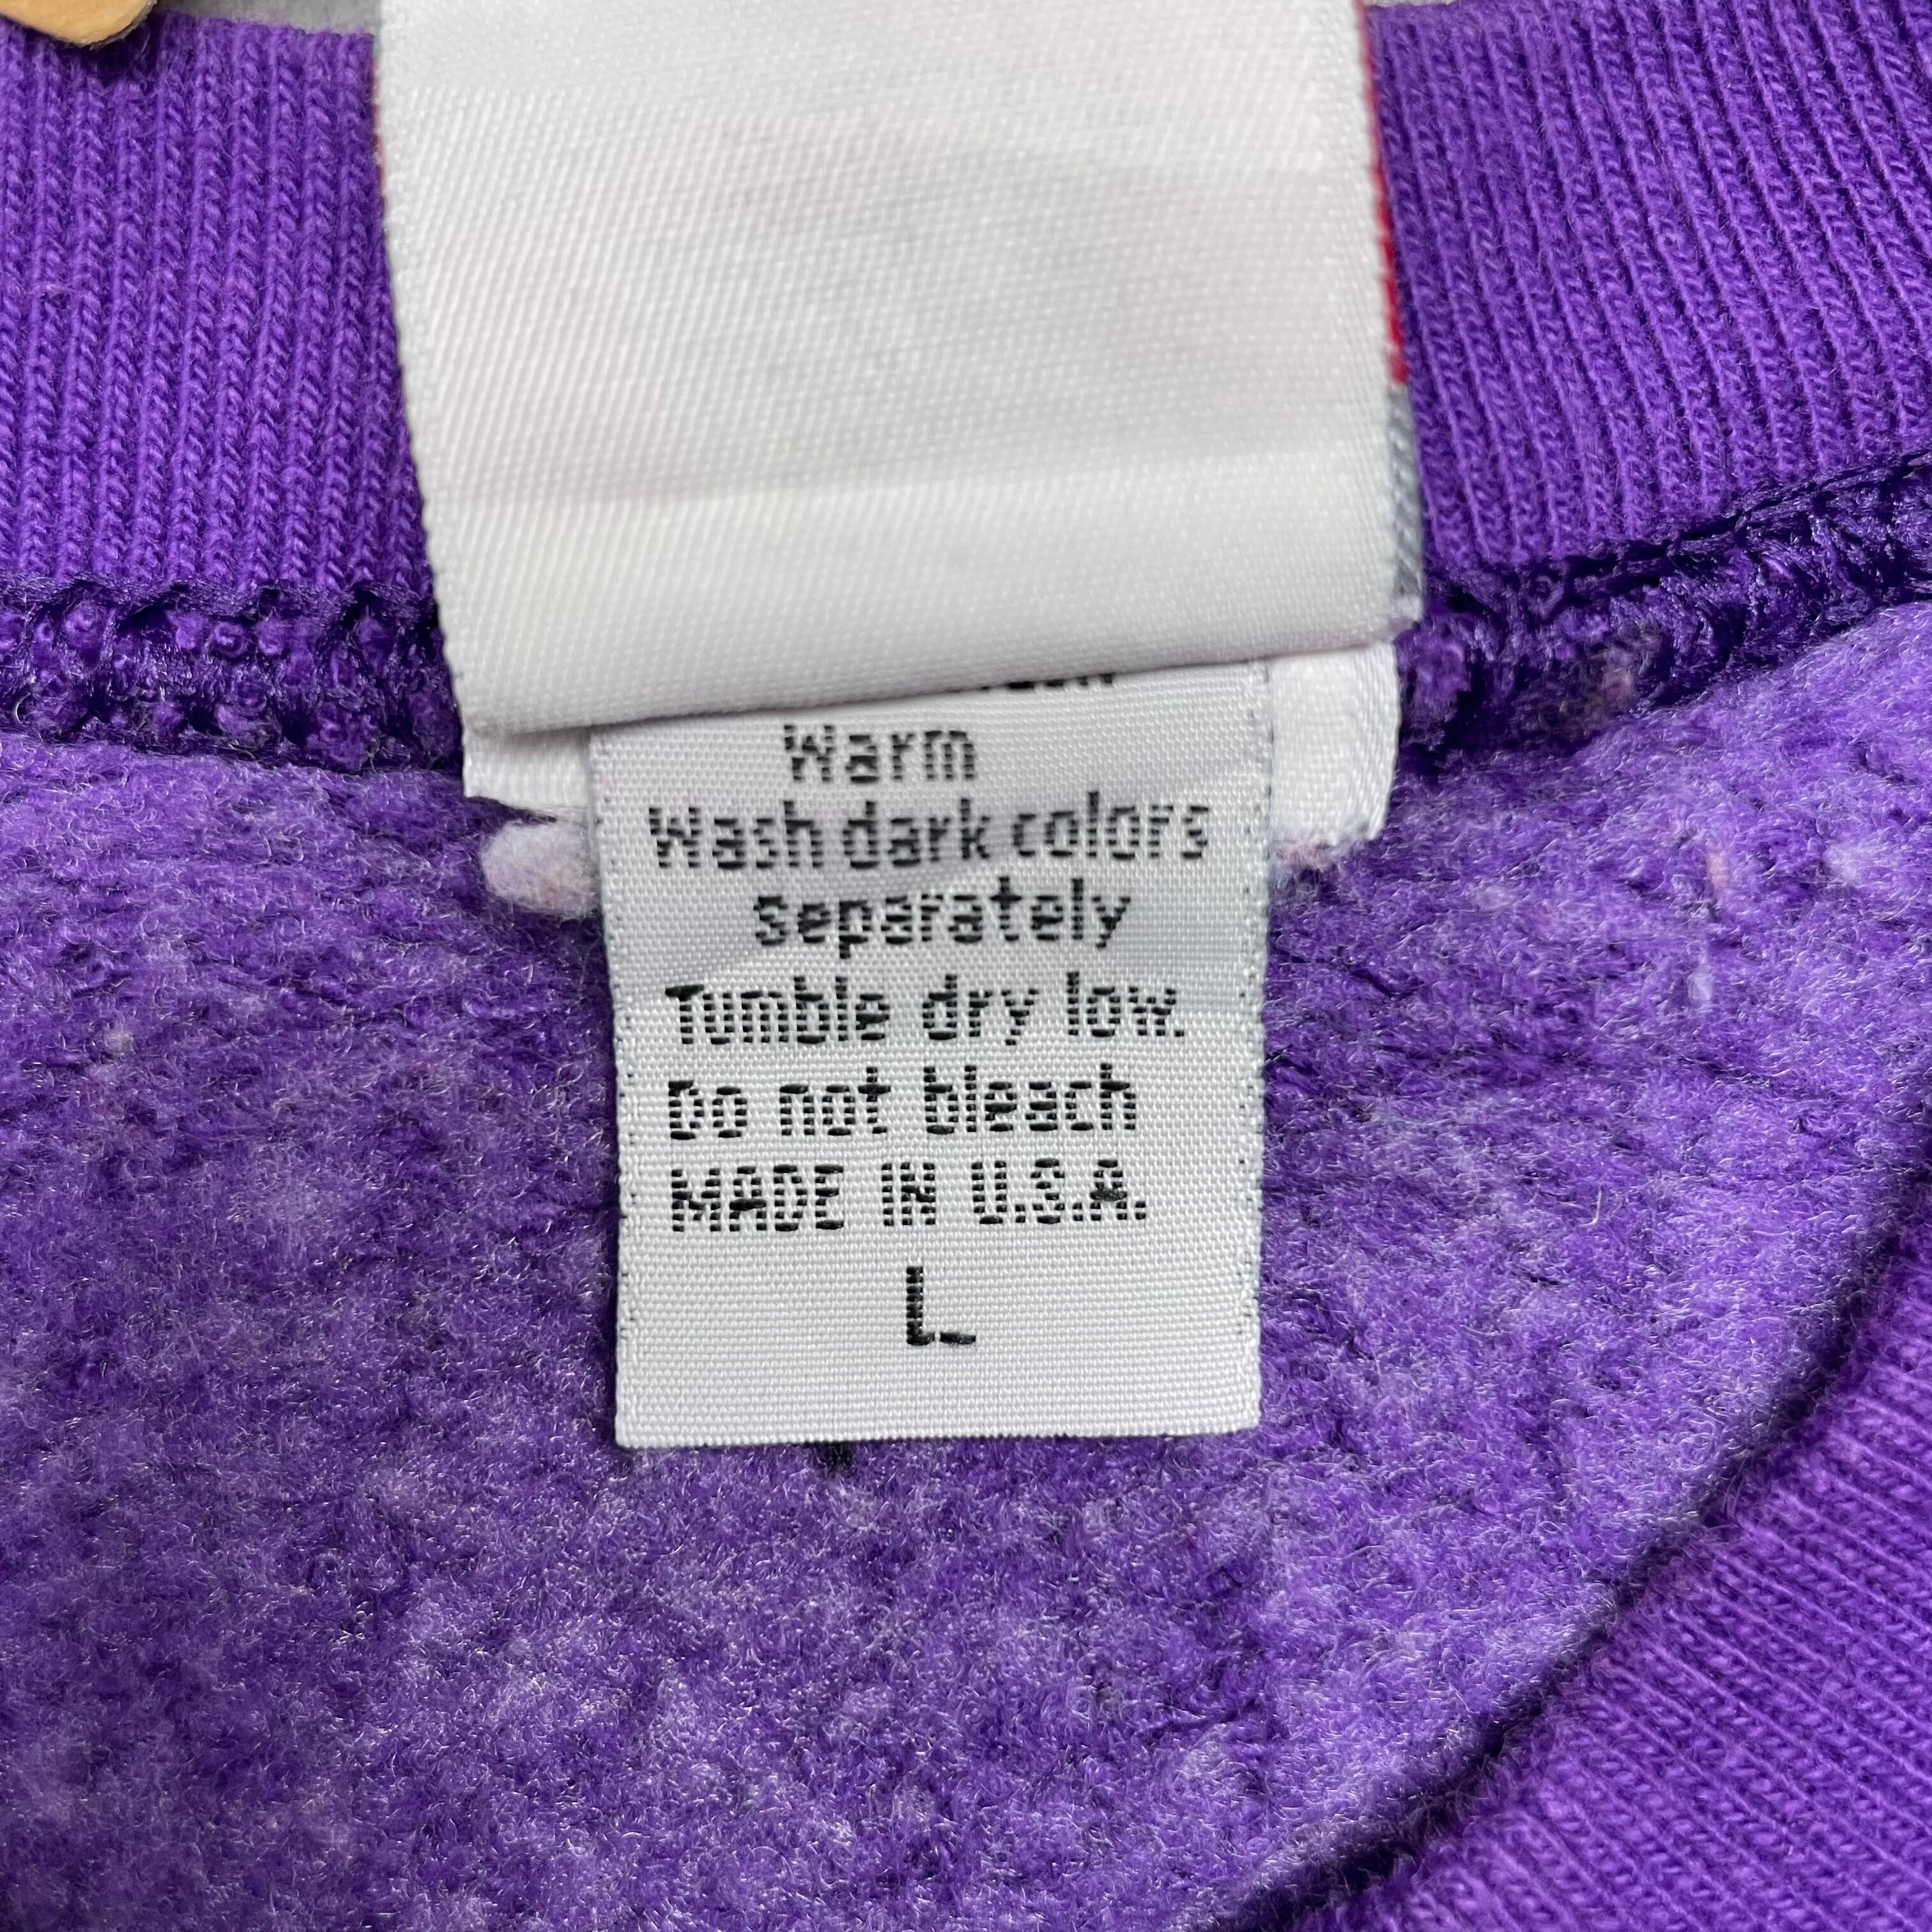 Warm
Wash dark colors
separately
Tumble dry low.
Do not bleach
MADE IN U.S.A.
L